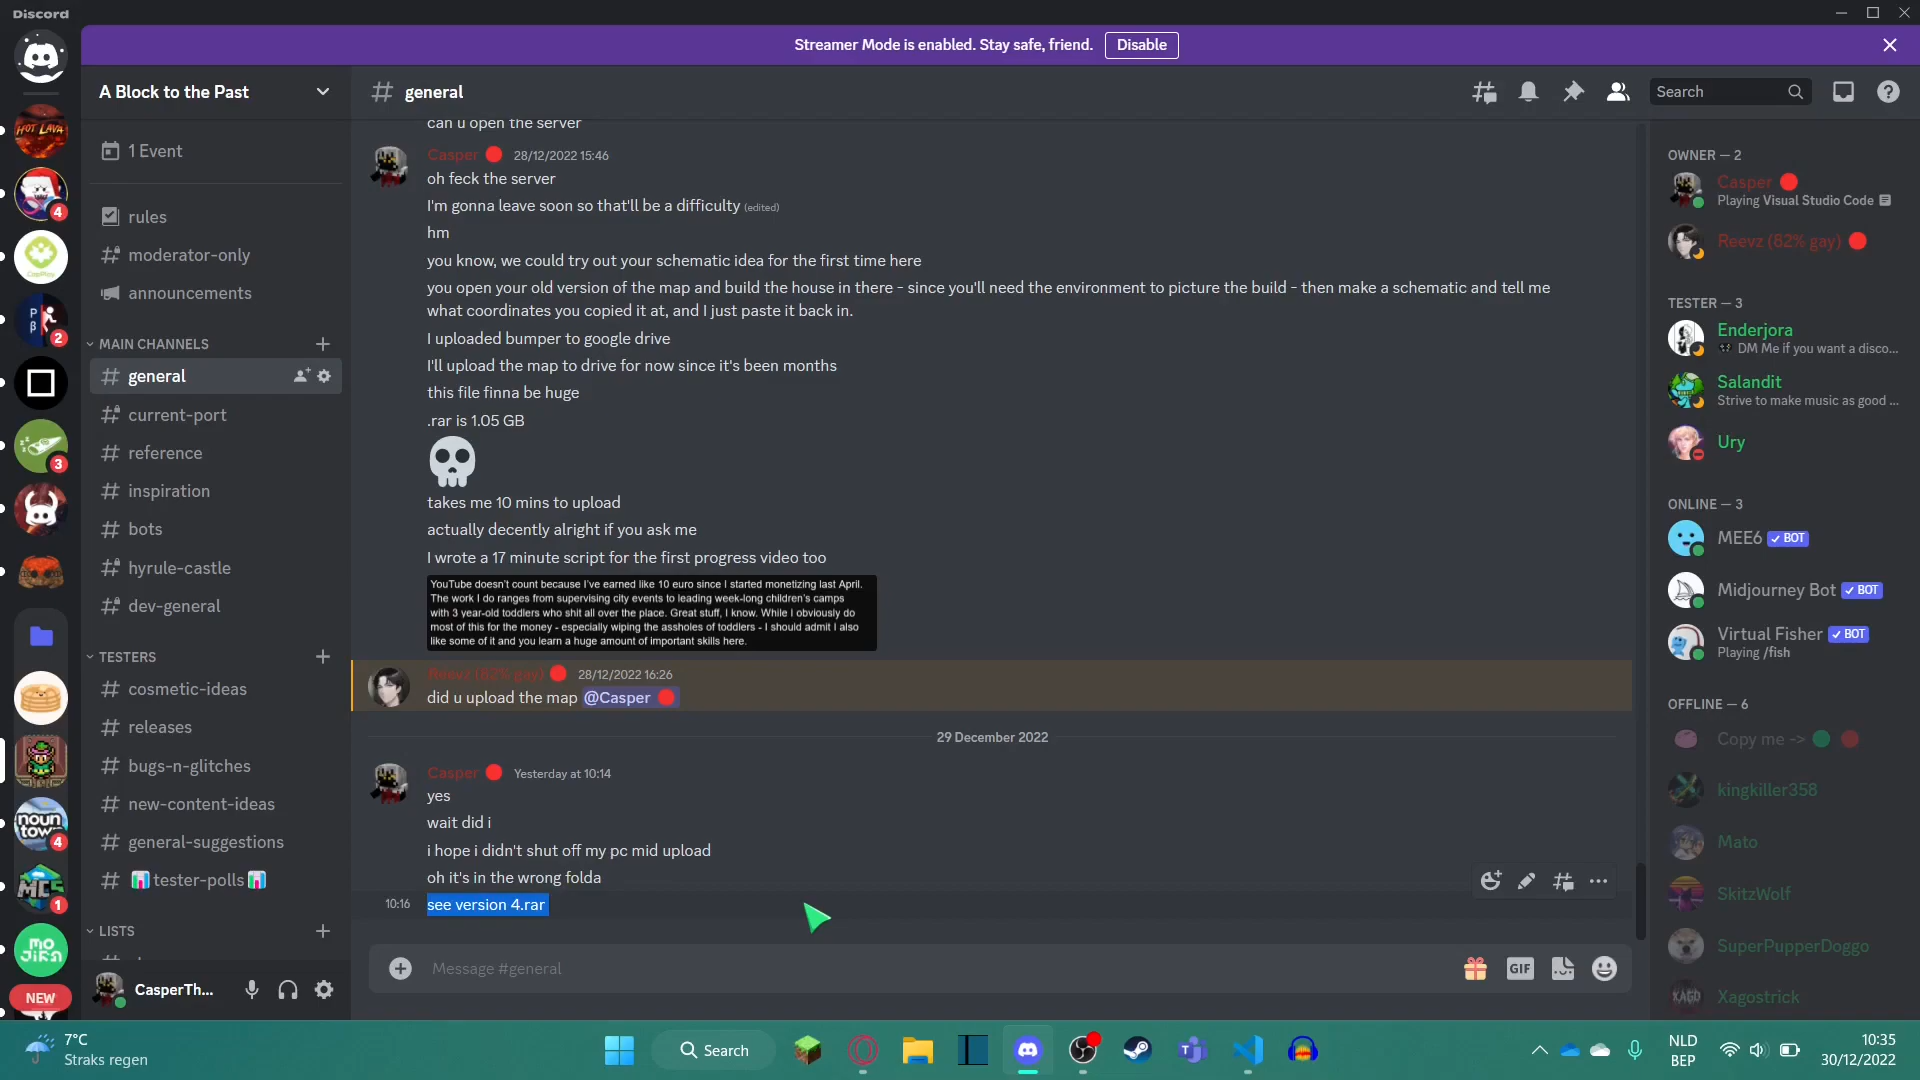 Discord
Streamer Mode is enabled. Stay safe, friend.
Disable
A Block to the Past
general
Search
1 Event
rules
moderator-only
announcements
MAIN CHANNELS
general
current-port
reference
inspiration
bots
hyrule-castle
dev-general
TESTERS
cosmetic-ideas
releases
bugs-n-glitches
new-content-ideas
general-suggestions
tester-polls
LISTS
CasperTh...
HOT LAVA
4
2
3
noun
town
4
MCS
1
NEW
can u open the server
Casper 28/12/2022 15:46
oh feck the server
I'm gonna leave soon so that'll be a difficulty (edited)
hm
you know, we could try out your schematic idea for the first time here
you open your old version of the map and build the house in there - since you'll need the environment to picture the build - then make a schematic and tell me
what coordinates you copied it at, and I just paste it back in.
I uploaded bumper to google drive
I'll upload the map to drive for now since it's been months
this file finna be huge
.rar is 1.05 GB
takes me 10 mins to upload
actually decently alright if you ask me
I wrote a 17 minute script for the first progress video too
YouTube doesn't count because I've earned like 10 euro since I started monetizing last April.
The work I do ranges from supervising city events to leading week-long children's camps
with 3 year-old toddlers who shit all over the place. Great stuff, I know. While I obviously do
most of this for the money - especially wiping the assholes of toddlers - I should admit I also
like some of it and you learn a huge amount of important skills here.
Reevz (82% gay) 28/12/2022 16:26
did u upload the map @Casper
29 December 2022
Casper Yesterday at 10:14
yes
wait did i
i hope i didn't shut off my pc mid upload
oh it's in the wrong folda
10:16 see version 4.rar
Message #general
GIF
OWNER — 2
Casper
Playing Visual Studio Code
Reevz (82% gay)
TESTER — 3
Enderjora
DM Me if you want a disco...
Salandit
Strive to make music as good ...
Ury
ONLINE — 3
MEE6 BOT
Midjourney Bot BOT
Virtual Fisher BOT
Playing /fish
OFFLINE — 6
Copy me ->
kingkiller358
Mato
SkitzWolf
SuperPupperDoggo
Xagostrick
7°C
Straks regen
Search
NLD
BEP
10:35
30/12/2022